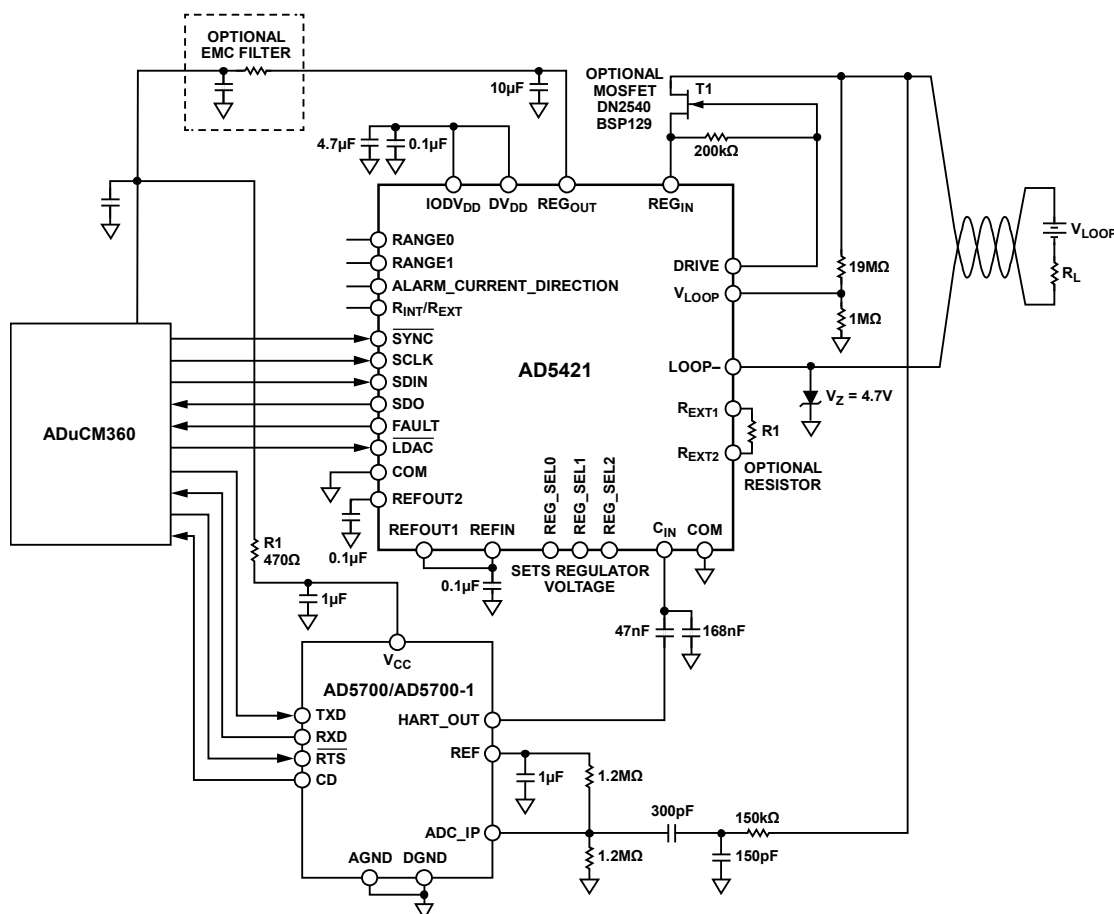 OPTIONAL
EMC FILTER
10µF
OPTIONAL
MOSFET
DN2540
BSP129
T1
200kΩ
4.7µF
0.1µF
IODVDD
DVDD
REGOUT
REGIN
VLOOP
RL
RANGE0
RANGE1
ALARM_CURRENT_DIRECTION
RINT/REXT
SYNC
SCLK
SDIN
SDO
FAULT
LDAC
COM
REFOUT2
0.1µF
AD5421
DRIVE
VLOOP
LOOP–
REXT1
REXT2
19MΩ
1MΩ
VZ = 4.7V
R1
OPTIONAL
RESISTOR
ADuCM360
REFOUT1
REFIN
REG_SEL0
REG_SEL1
REG_SEL2
CIN
COM
SETS REGULATOR
VOLTAGE
0.1µF
R1
470Ω
1µF
47nF
168nF
VCC
AD5700/AD5700-1
TXD
RXD
RTS
CD
HART_OUT
REF
ADC_IP
AGND
DGND
1µF
1.2MΩ
1.2MΩ
300pF
150kΩ
150pF